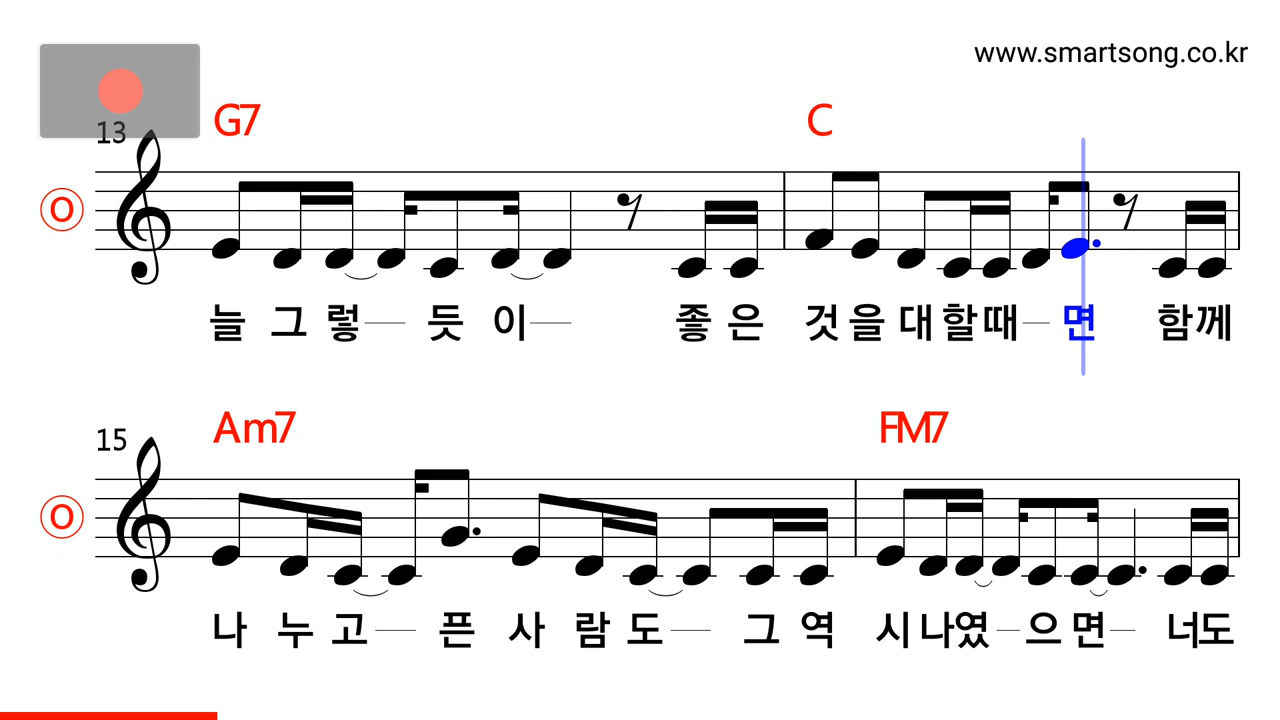 www.smartsong.co.kr
13
G7 C
O
늘 그 렇 듯 이 좋 은 것 을 대 할 때 면 함 께
15
Am7 FM7
O
나 누 고 픈 사 람 도 그 역 시 나 였 으 면 너 도